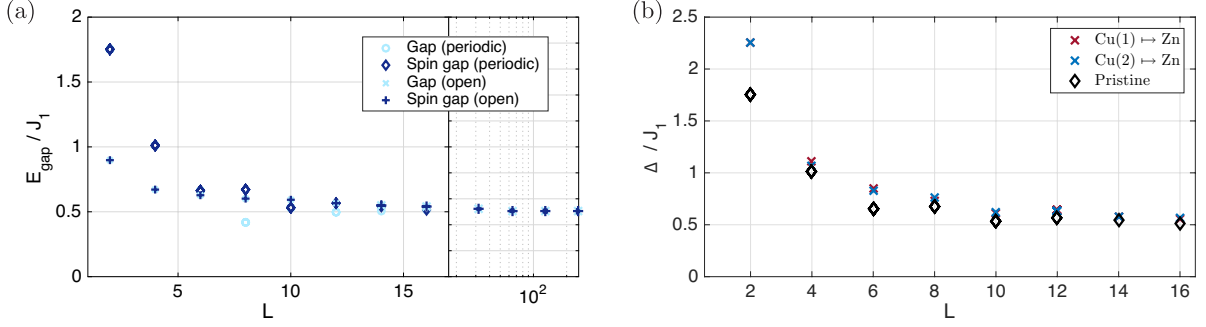 (a)
2
1.5
1
0.5
0
E_gap / J_1
5
10
15
10^2
L
Gap (periodic)
Spin gap (periodic)
Gap (open)
Spin gap (open)
(b)
2.5
2
1.5
1
0.5
0
Δ / J_1
2
4
6
8
10
12
14
16
L
Cu(1) ↦ Zn
Cu(2) ↦ Zn
Pristine